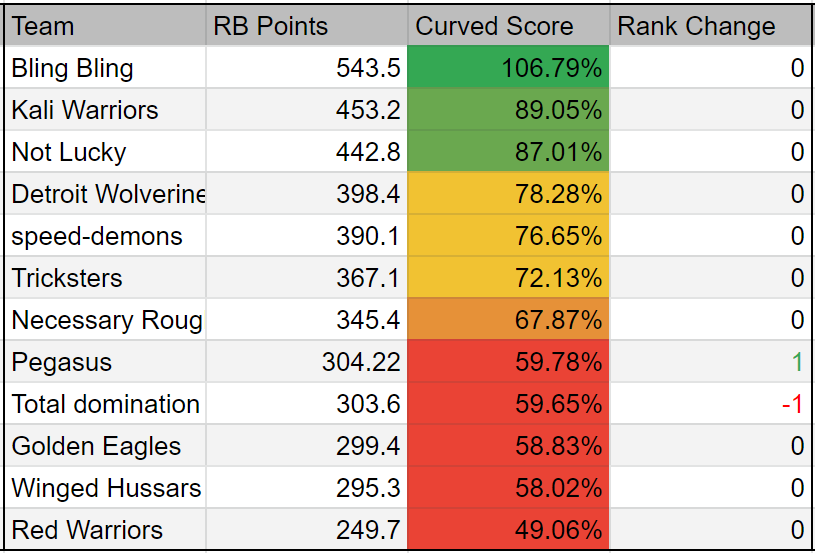 Team RB Points Curved Score Rank Change
Bling Bling 543.5 106.79% 0
Kali Warriors 453.2 89.05% 0
Not Lucky 442.8 87.01% 0
Detroit Wolverine 398.4 78.28% 0
speed-demons 390.1 76.65% 0
Tricksters 367.1 72.13% 0
Necessary Roug 345.4 67.87% 0
Pegasus 304.22 59.78% 1
Total domination 303.6 59.65% -1
Golden Eagles 299.4 58.83% 0
Winged Hussars 295.3 58.02% 0
Red Warriors 249.7 49.06% 0